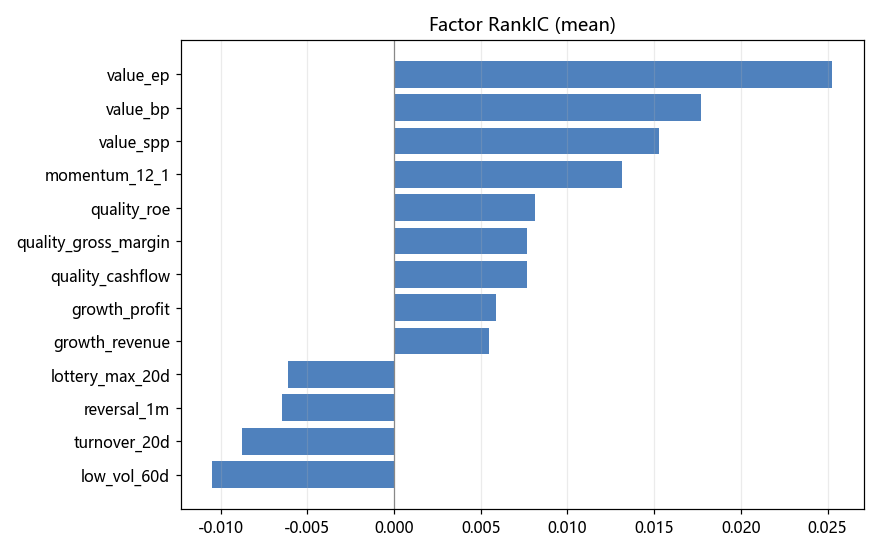 Factor RankIC (mean)
value_ep
value_bp
value_spp
momentum_12_1
quality_roe
quality_gross_margin
quality_cashflow
growth_profit
growth_revenue
lottery_max_20d
reversal_1m
turnover_20d
low_vol_60d
-0.010 -0.005 0.000 0.005 0.010 0.015 0.020 0.025